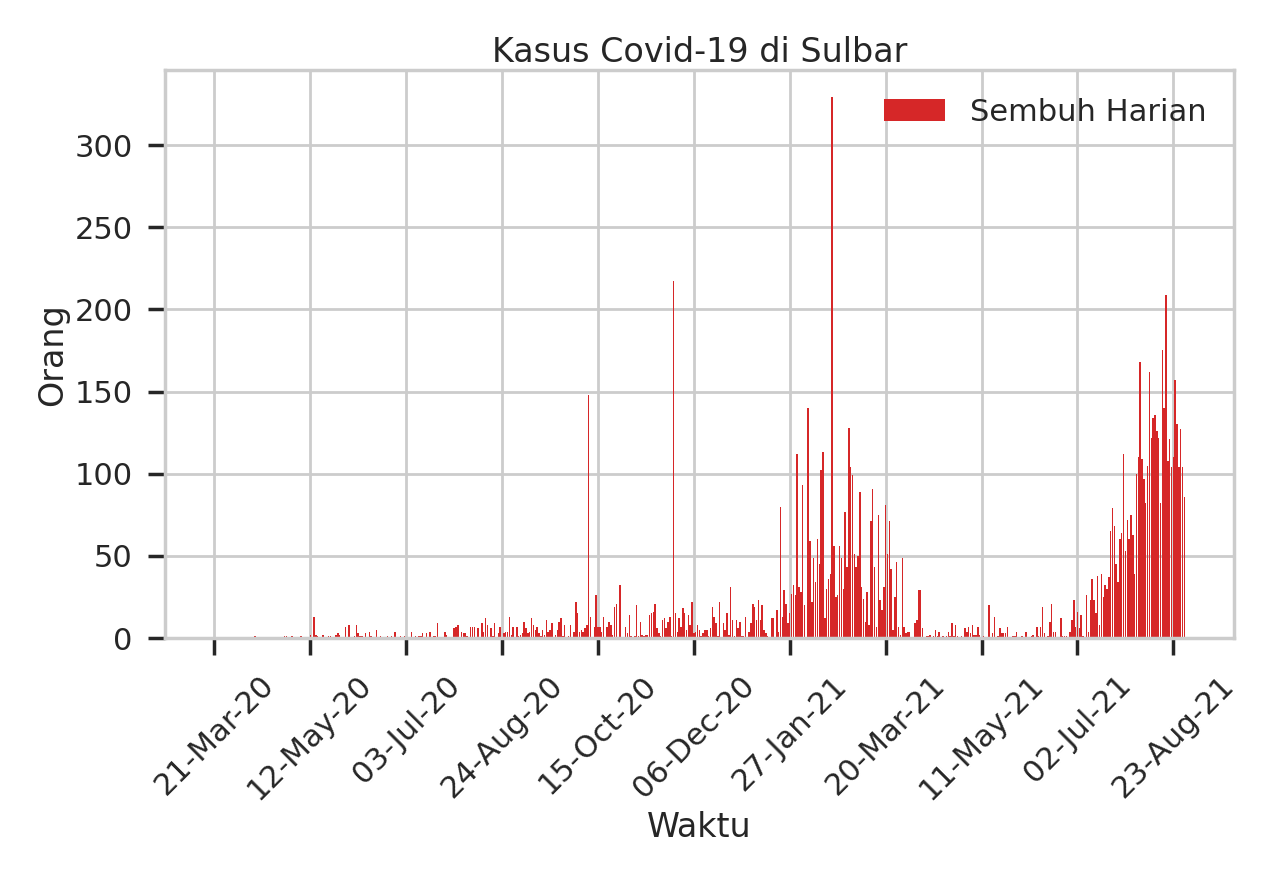 Kasus Covid-19 di Sulbar
Sembuh Harian
Orang
300
250
200
150
100
50
0
21-Mar-20
12-May-20
03-Jul-20
24-Aug-20
15-Oct-20
06-Dec-20
27-Jan-21
20-Mar-21
11-May-21
02-Jul-21
23-Aug-21
Waktu